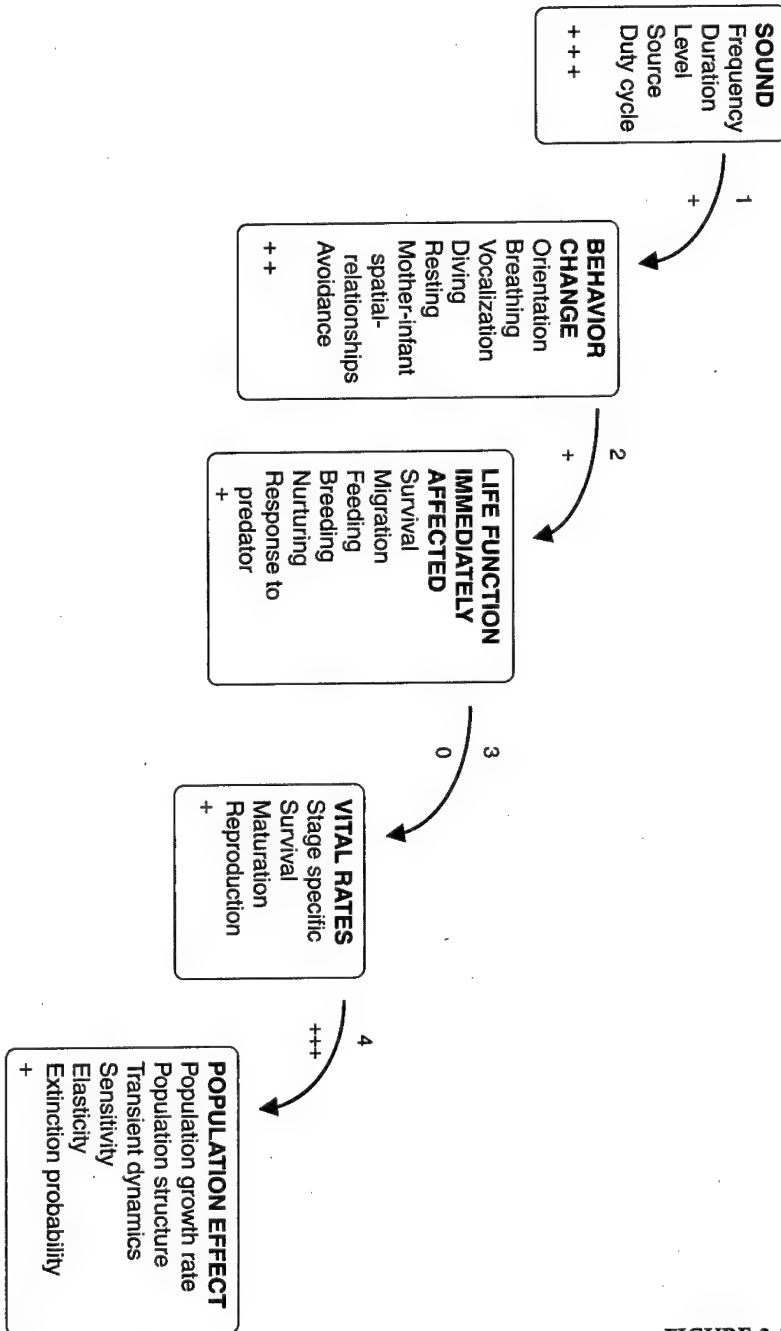 SOUND
Frequency
Duration
Level
Source
Duty cycle
+ + +
1
+
BEHAVIOR
CHANGE
Orientation
Breathing
Vocalization
Diving
Resting
Mother-infant
spatial-
relationships
Avoidance
+ +
2
+
LIFE FUNCTION
IMMEDIATELY
AFFECTED
Survival
Migration
Feeding
Breeding
Nurturing
Response to
predator
+
3
0
VITAL RATES
Stage specific
Survival
Maturation
Reproduction
+
4
+++
POPULATION EFFECT
Population growth rate
Population structure
Transient dynamics
Sensitivity
Elasticity
Extinction probability
+